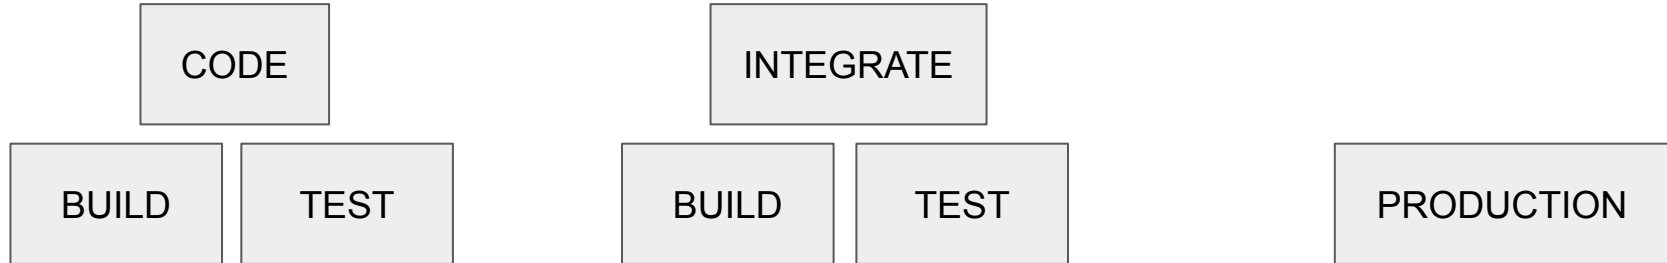 CODE
INTEGRATE
BUILD
TEST
BUILD
TEST
PRODUCTION